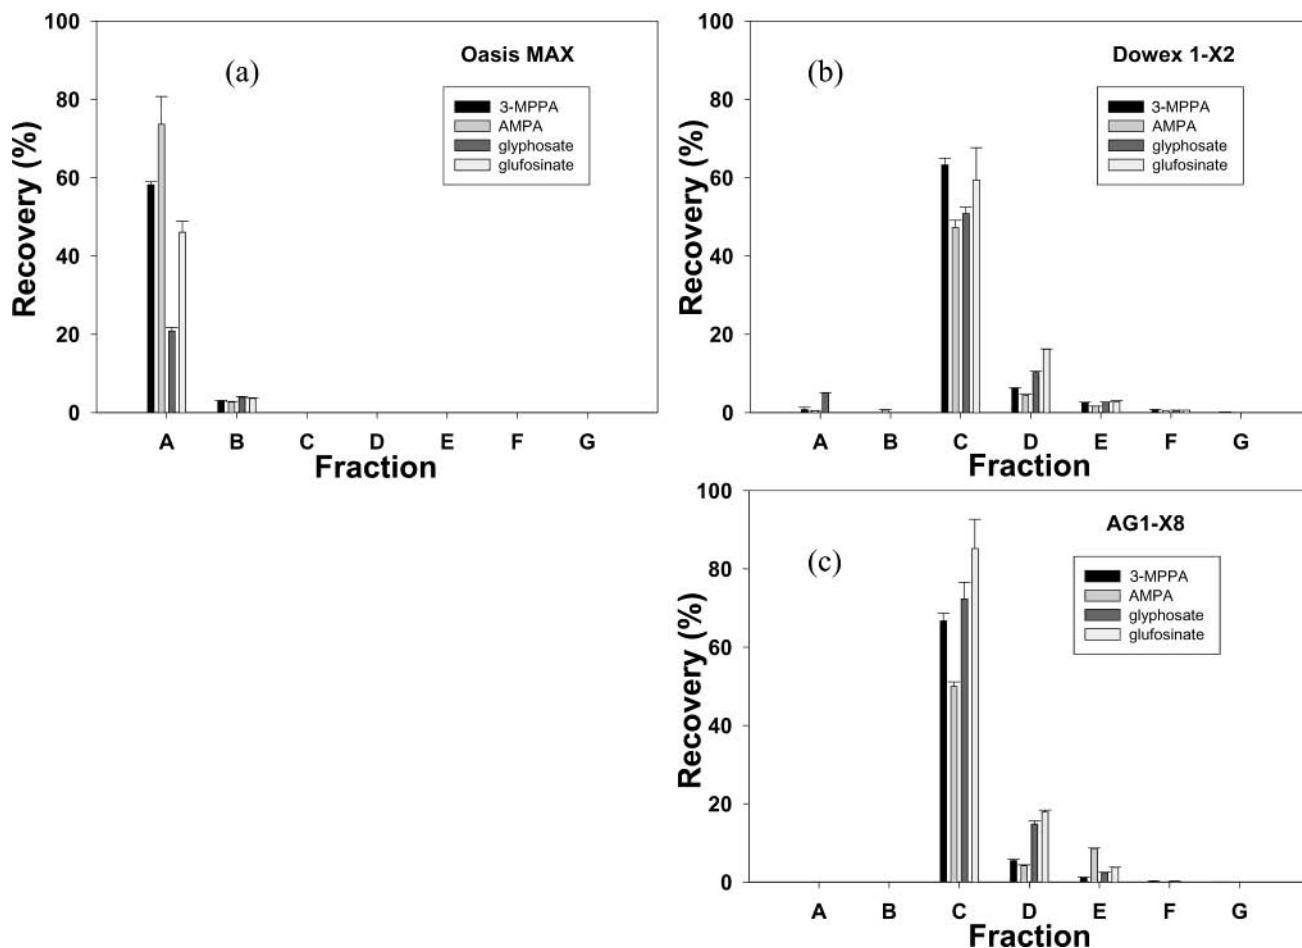 (a)
Oasis MAX
3-MPPA
AMPA
glyphosate
glufosinate
Recovery (%)
100
80
60
40
20
0
A B C D E F G
Fraction
(b)
Dowex 1-X2
3-MPPA
AMPA
glyphosate
glufosinate
Recovery (%)
100
80
60
40
20
0
A B C D E F G
Fraction
(c)
AG1-X8
3-MPPA
AMPA
glyphosate
glufosinate
Recovery (%)
100
80
60
40
20
0
A B C D E F G
Fraction